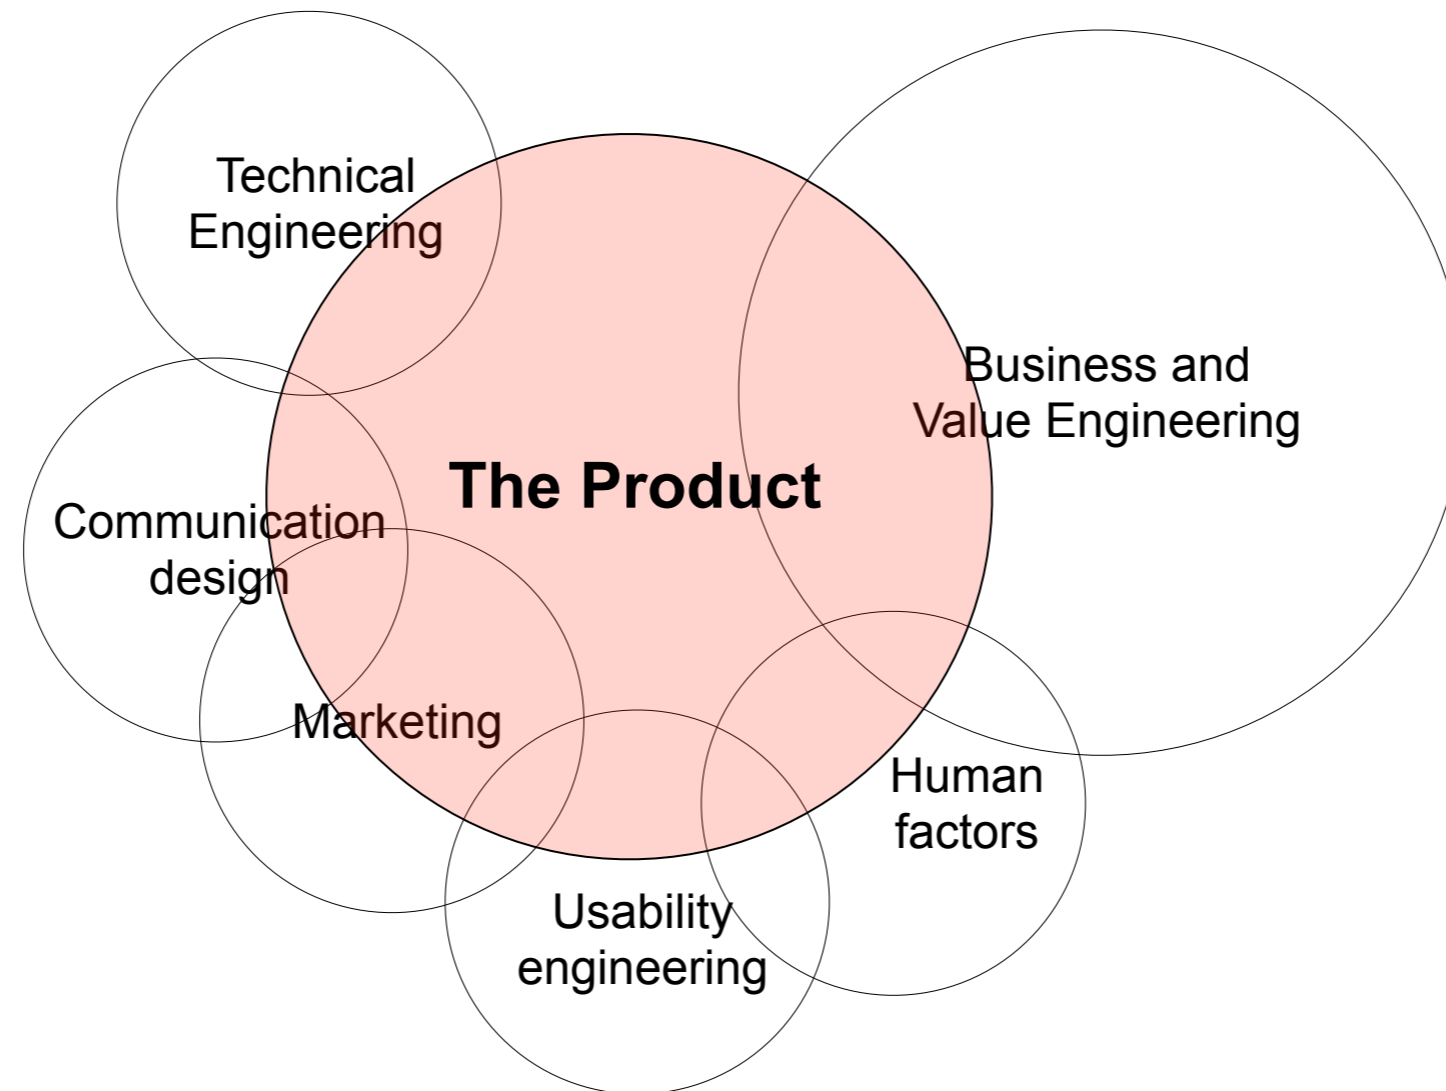 Technical
Engineering
Business and
Value Engineering
The Product
Communication
design
Marketing
Human
factors
Usability
engineering